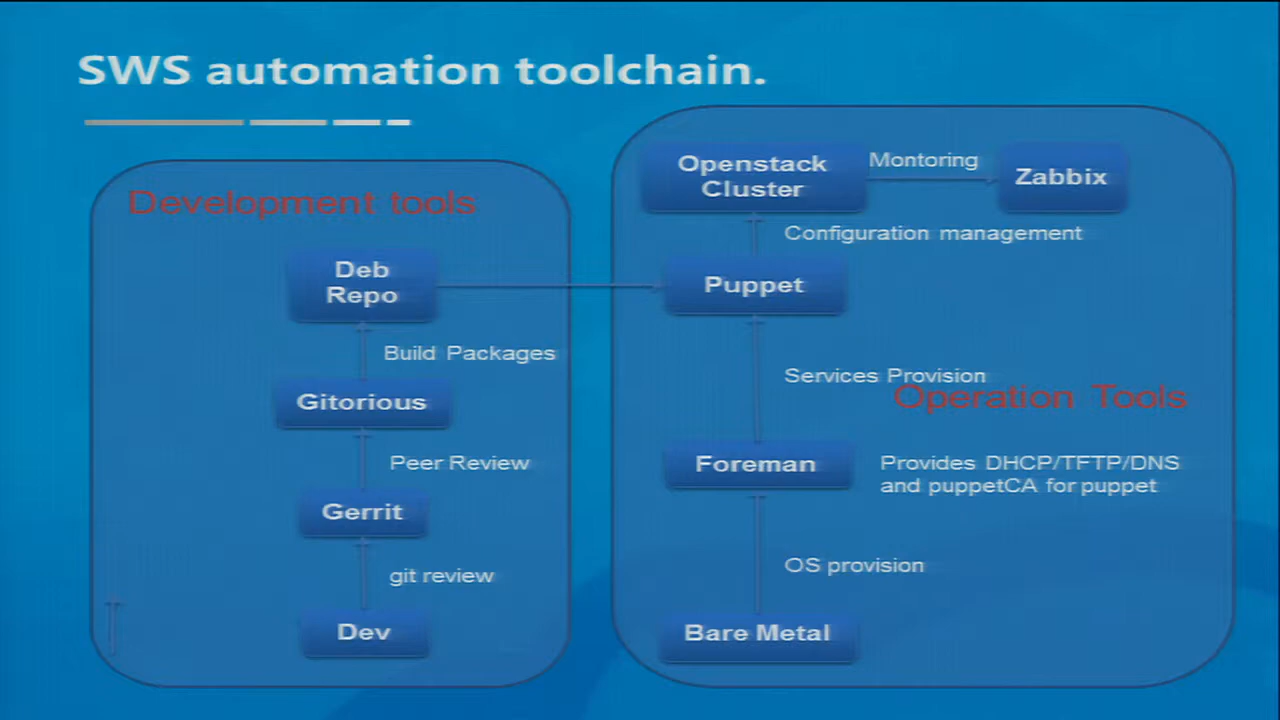 SWS automation toolchain.
Development tools
Deb
Repo
Build Packages
Gitorious
Peer Review
Gerrit
git review
Dev
Openstack
Cluster
Montoring
Zabbix
Configuration management
Puppet
Services Provision
Operation Tools
Foreman
Provides DHCP/TFTP/DNS
and puppetCA for puppet
OS provision
Bare Metal